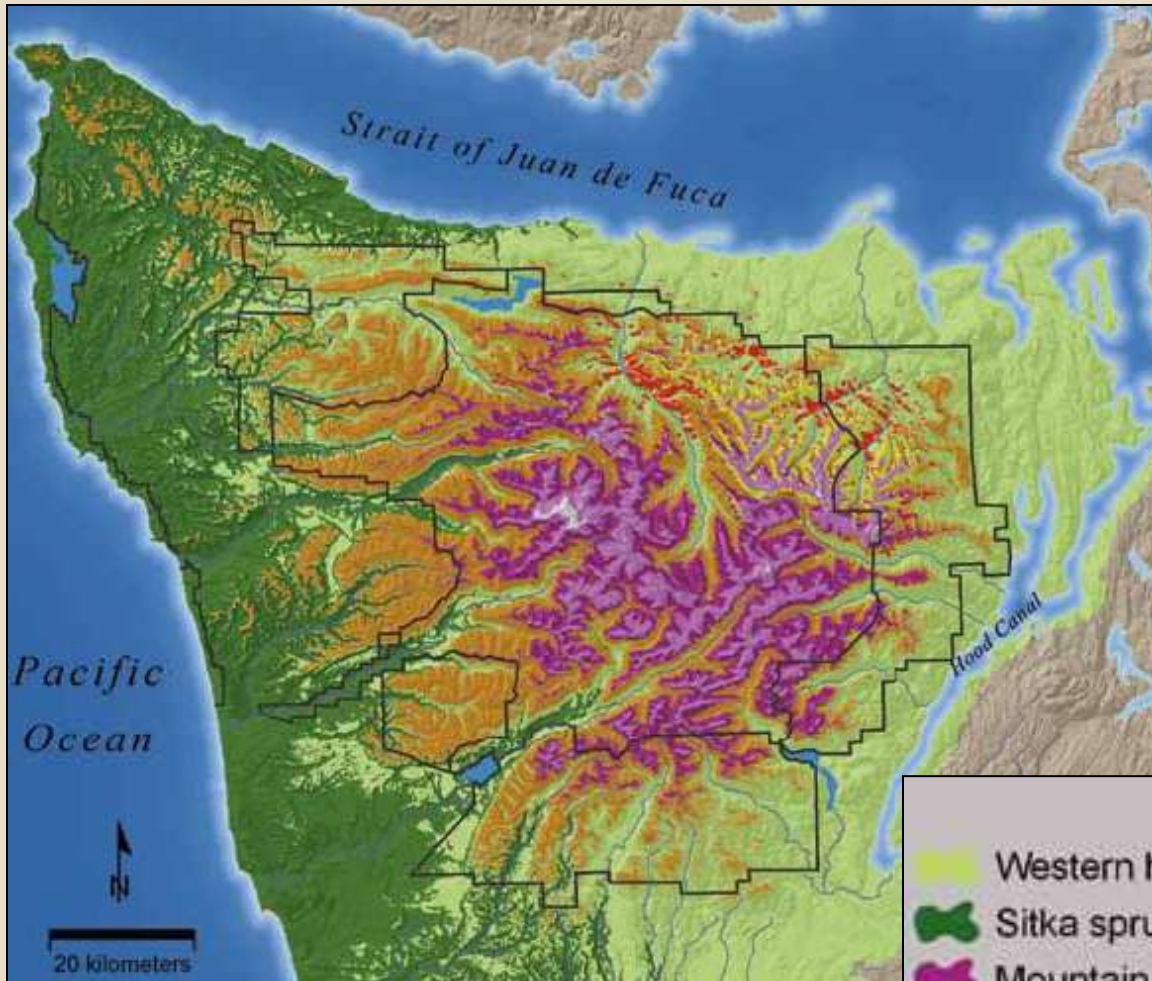 Strait of Juan de Fuca
Hood Canal
Pacific
Ocean
N
20 kilometers
Western
Sitka spru
Mountain